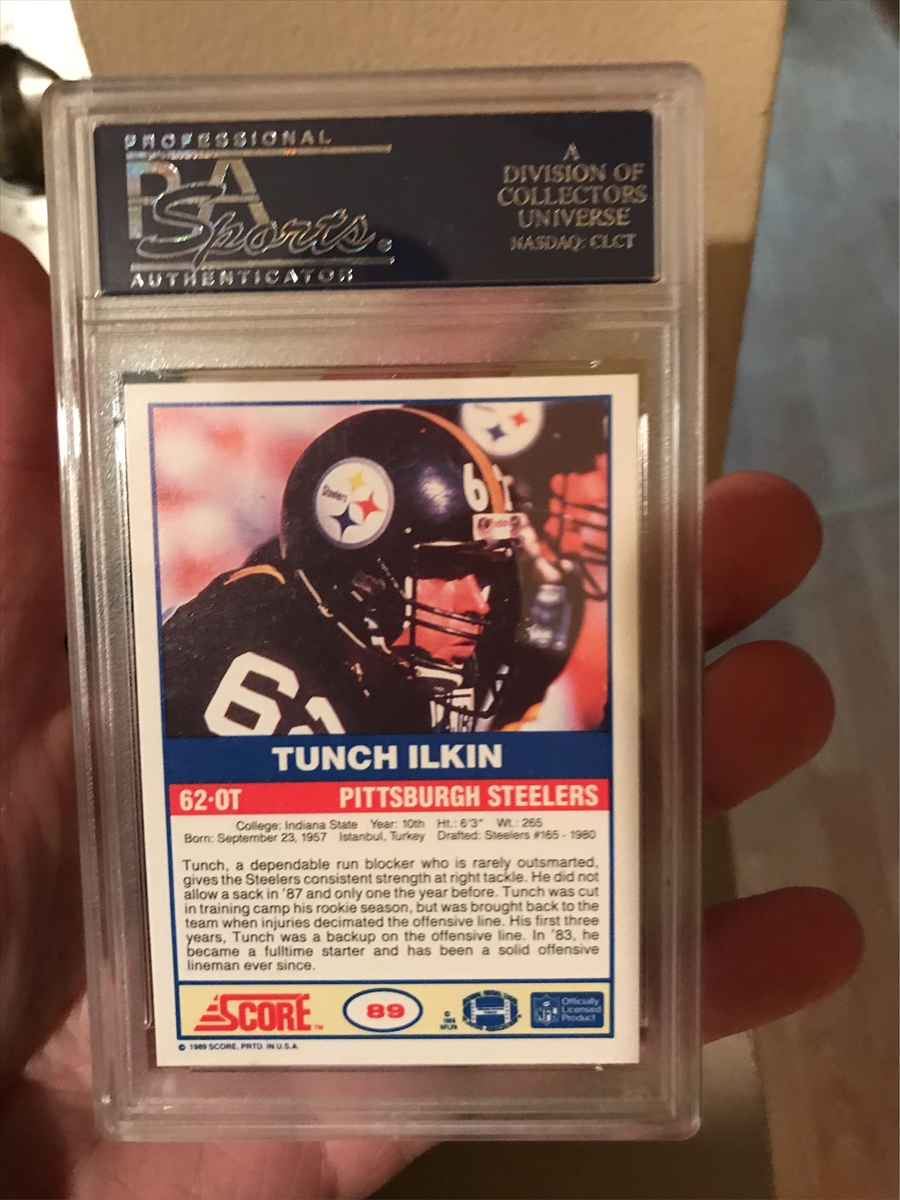 PROFESSIONAL
PSA
Sports
AUTHENTICATOR
A
DIVISION OF
COLLECTORS
UNIVERSE
NASDAQ: CLCT
Steelers
61
61
TUNCH ILKIN
62•OT PITTSBURGH STEELERS
College: Indiana State Year: 10th Ht.: 6'3" Wt.: 265
Born: September 23, 1957 Istanbul, Turkey Drafted: Steelers #165 - 1980
Tunch, a dependable run blocker who is rarely outsmarted,
gives the Steelers consistent strength at right tackle. He did not
allow a sack in '87 and only one the year before. Tunch was cut
in training camp his rookie season, but was brought back to the
team when injuries decimated the offensive line. His first three
years, Tunch was a backup on the offensive line. In '83, he
became a fulltime starter and has been a solid offensive
lineman ever since.
SCORE™ 89
© 1989 NFLPA
NFL
Officially
Licensed
Product
© 1989 SCORE. PRTD. IN U.S.A.